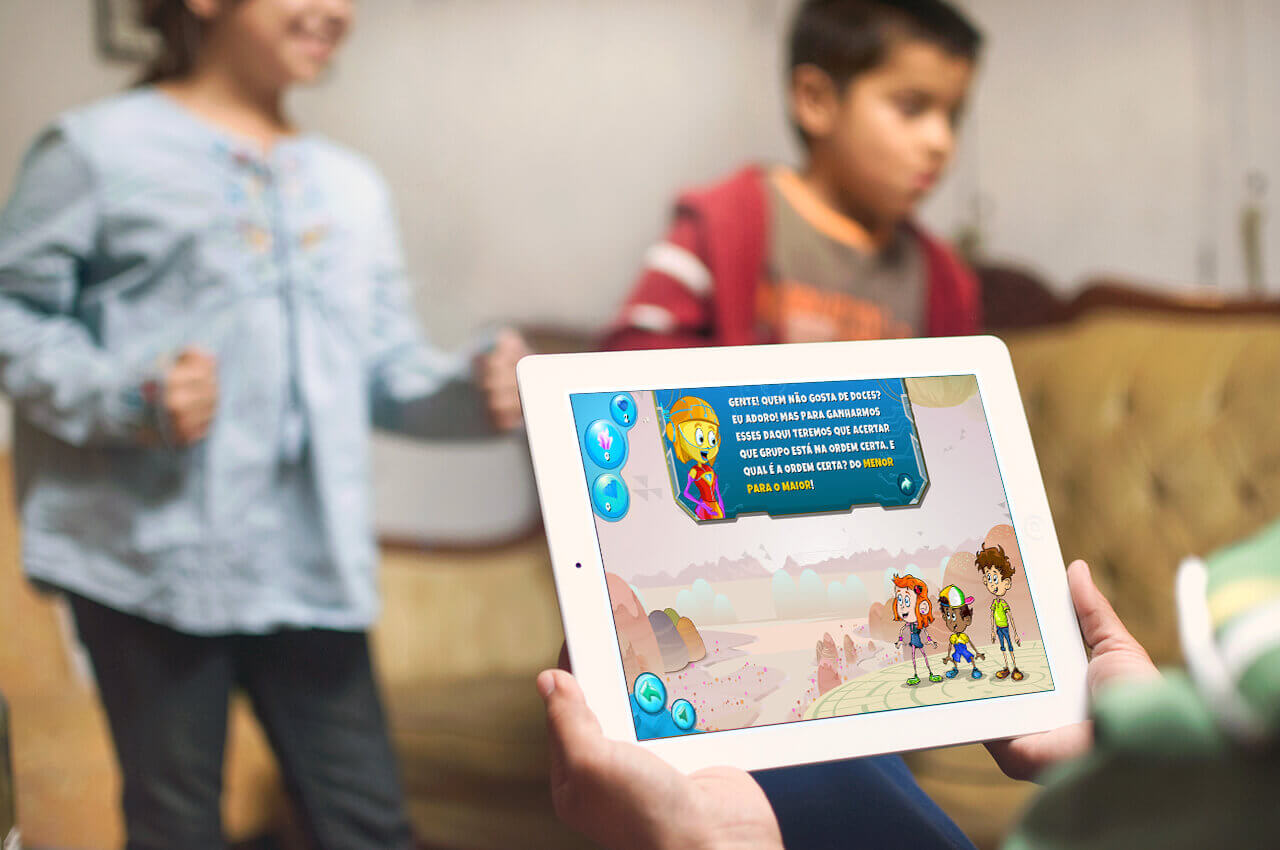 GENTE! QUEM NÃO GOSTA DE DOCES?
EU ADORO! MAS PARA GANHARMOS
ESSES DAQUI TEREMOS QUE ACERTAR
QUE GRUPO ESTÁ NA ORDEM CERTA. E
QUAL É A ORDEM CERTA? DO MENOR
PARA O MAIOR!